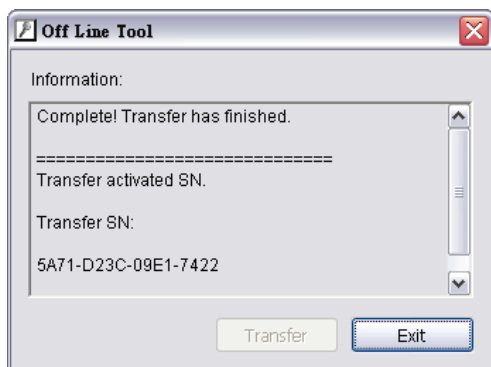 Off Line Tool
Information:
Complete! Transfer has finished.
==============================
Transfer activated SN.
Transfer SN:
5A71-D23C-09E1-7422
Transfer Exit